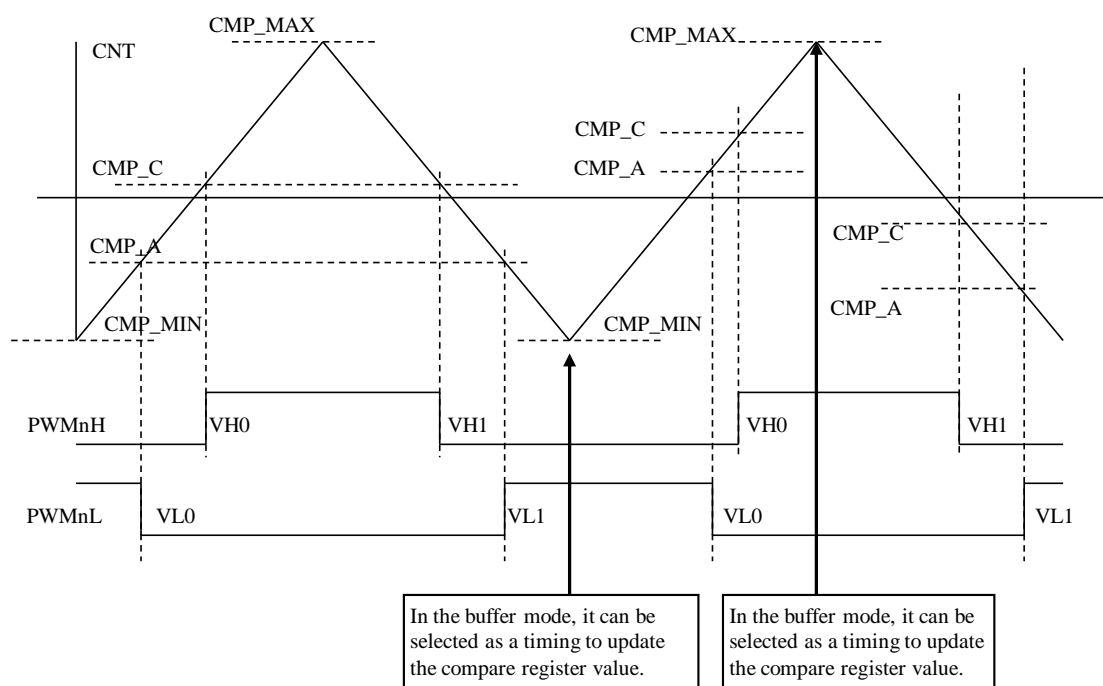 CMP_MAX
CMP_MAX
CNT
CMP_C
CMP_C
CMP_A
CMP_A
CMP_C
CMP_A
CMP_MIN
CMP_MIN
PWMnH
VH0
VH1
VH0
VH1
PWMnL
VL0
VL1
VL0
VL1
In the buffer mode, it can be
selected as a timing to update
the compare register value.
In the buffer mode, it can be
selected as a timing to update
the compare register value.